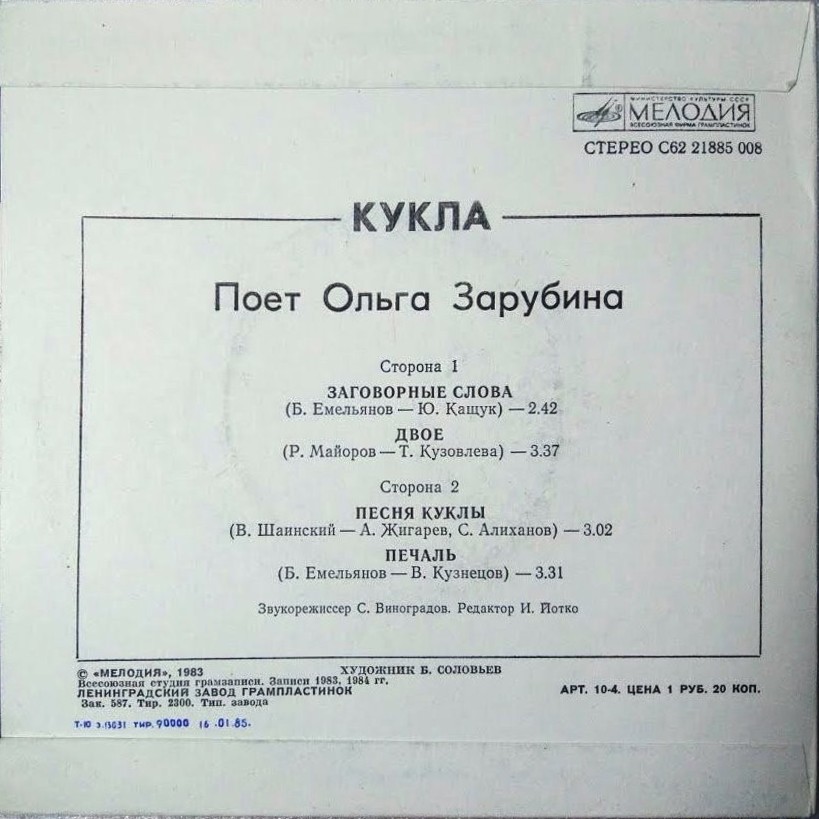 МИНИСТЕРСТВО КУЛЬТУРЫ СССР
МЕЛОДИЯ
ВСЕСОЮЗНАЯ ФИРМА ГРАМПЛАСТИНОК
СТЕРЕО С62 21885 008
КУКЛА
Поет Ольга Зарубина
Сторона 1
ЗАГОВОРНЫЕ СЛОВА
(Б. Емельянов — Ю. Кащук) — 2.42
ДВОЕ
(Р. Майоров — Т. Кузовлева) — 3.37
Сторона 2
ПЕСНЯ КУКЛЫ
(В. Шаинский — А. Жигарев, С. Алиханов) — 3.02
ПЕЧАЛЬ
(Б. Емельянов — В. Кузнецов) — 3.31
Звукорежиссер С. Виноградов. Редактор И. Йотко
© «МЕЛОДИЯ», 1983 ХУДОЖНИК Б. СОЛОВЬЕВ
Всесоюзная студия грамзаписи. Записи 1983, 1984 гг.
ЛЕНИНГРАДСКИЙ ЗАВОД ГРАМПЛАСТИНОК АРТ. 10-4. ЦЕНА 1 РУБ. 20 КОП.
Зак. 587. Тир. 2300. Тип. завода
Т-Ю З.13031 ТИР. 90000 16 .01.85.